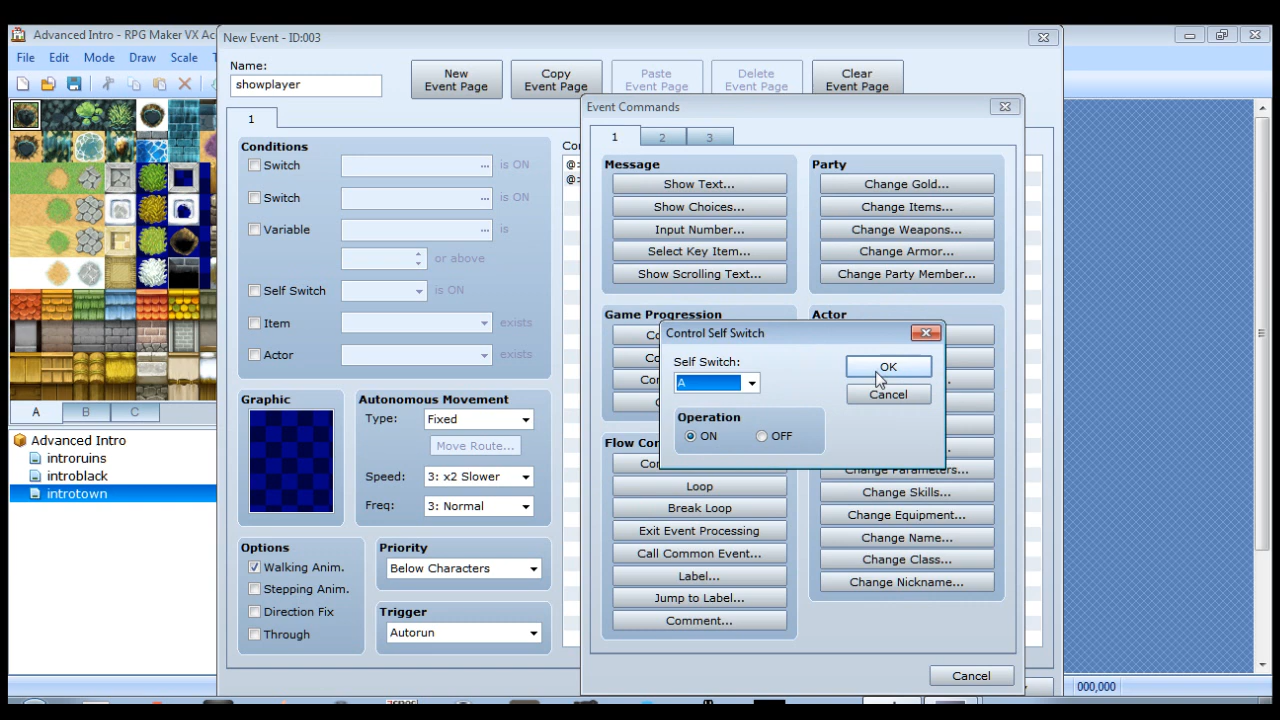 Advanced Intro - RPG Maker VX Ace
File Edit Mode Draw Scale
A B C
Advanced Intro
introruins
introblack
introtown
New Event - ID:003
Name:
showplayer
New Event Page
Copy Event Page
Paste Event Page
Delete Event Page
Clear Event Page
1
Conditions
Switch ... is ON
Switch ... is ON
Variable ... is
or above
Self Switch is ON
Item exists
Actor exists
Graphic
Autonomous Movement
Type: Fixed
Move Route...
Speed: 3: x2 Slower
Freq: 3: Normal
Options
Walking Anim.
Stepping Anim.
Direction Fix
Through
Priority
Below Characters
Trigger
Autorun
@>
@>
Event Commands
1 2 3
Message
Show Text...
Show Choices...
Input Number...
Select Key Item...
Show Scrolling Text...
Party
Change Gold...
Change Items...
Change Weapons...
Change Armor...
Change Party Member...
Game Progression
Actor
Control Self Switch
Self Switch:
A
OK
Cancel
Operation
ON OFF
Loop
Break Loop
Exit Event Processing
Call Common Event...
Label...
Jump to Label...
Comment...
Change Parameters...
Change Skills...
Change Equipment...
Change Name...
Change Class...
Change Nickname...
Cancel
000,000